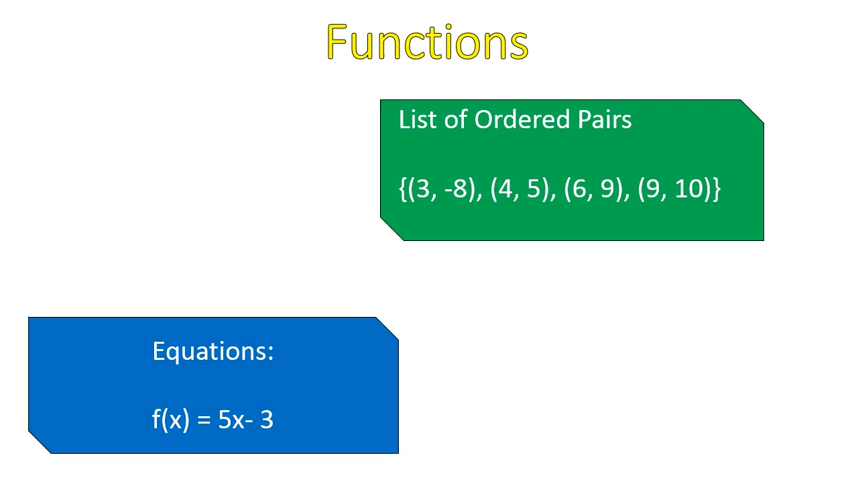 Functions
List of Ordered Pairs
{(3, -8), (4, 5), (6, 9), (9, 10)}
Equations:
f(x) = 5x- 3